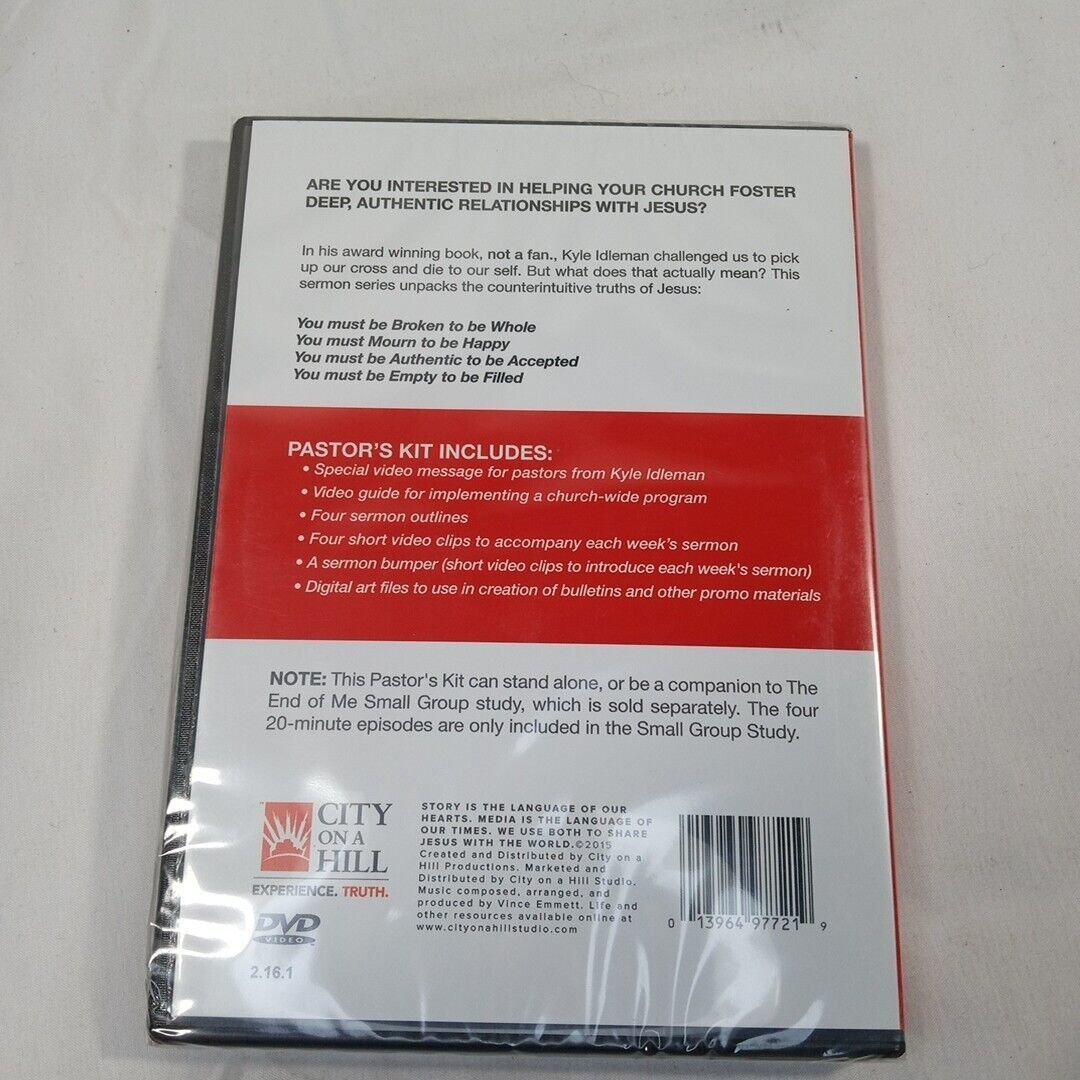 ARE YOU INTERESTED IN HELPING YOUR CHURCH FOSTER
DEEP, AUTHENTIC RELATIONSHIPS WITH JESUS?
In his award winning book, not a fan., Kyle Idleman challenged us to pick
up our cross and die to our self. But what does that actually mean? This
sermon series unpacks the counterintuitive truths of Jesus:
You must be Broken to be Whole
You must Mourn to be Happy
You must be Authentic to be Accepted
You must be Empty to be Filled
PASTOR'S KIT INCLUDES:
• Special video message for pastors from Kyle Idleman
• Video guide for implementing a church-wide program
• Four sermon outlines
• Four short video clips to accompany each week's sermon
• A sermon bumper (short video clips to introduce each week's sermon)
• Digital art files to use in creation of bulletins and other promo materials
NOTE: This Pastor's Kit can stand alone, or be a companion to The
End of Me Small Group study, which is sold separately. The four
20-minute episodes are only included in the Small Group Study.
CITY
ON A
HILL
EXPERIENCE. TRUTH.
DVD
VIDEO
2.16.1
STORY IS THE LANGUAGE OF OUR
HEARTS. MEDIA IS THE LANGUAGE OF
OUR TIMES. WE USE BOTH TO SHARE
JESUS WITH THE WORLD.©2015
Created and Distributed by City on a
Hill Productions. Marketed and
Distributed by City on a Hill Studio.
Music composed, arranged, and
produced by Vince Emmett. Life and
other resources available online at
www.cityonahillstudio.com
0 13964 97721 9